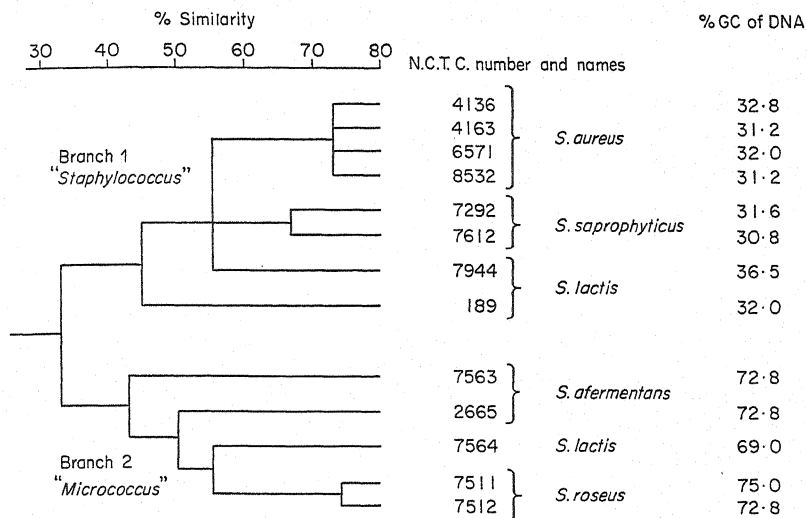 % Similarity
%GC of DNA
30 40 50 60 70 80
N.C.T.C. number and names
4136 32·8
4163 31·2
6571 S. aureus 32·0
8532 31·2
Branch 1
"Staphylococcus"
7292 31·6
7612 S. saprophyticus 30·8
7944 36·5
189 S. lactis 32·0
7563 72·8
2665 S. afermentans 72·8
7564 S. lactis 69·0
Branch 2
"Micrococcus"
7511 75·0
7512 S. roseus 72·8